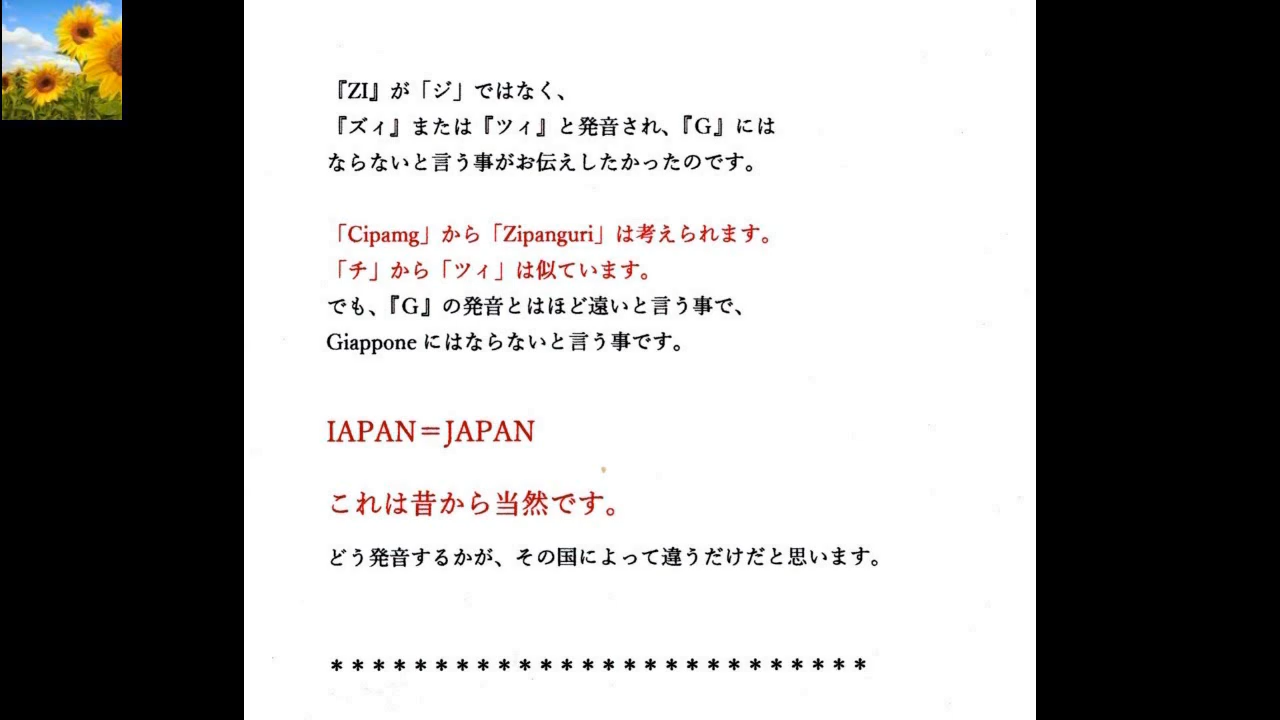 『ZI』が「ジ」ではなく、
『ズィ』または『ツィ』と発音され、『G』には
ならないと言う事がお伝えしたかったのです。
「Cipamg」から「Zipanguri」は考えられます。
「チ」から「ツィ」は似ています。
でも、『G』の発音とはほど遠いと言う事で、
Giappone にはならないと言う事です。
IAPAN＝JAPAN
これは昔から当然です。
どう発音するかが、その国によって違うだけだと思います。
＊＊＊＊＊＊＊＊＊＊＊＊＊＊＊＊＊＊＊＊＊＊＊＊＊＊